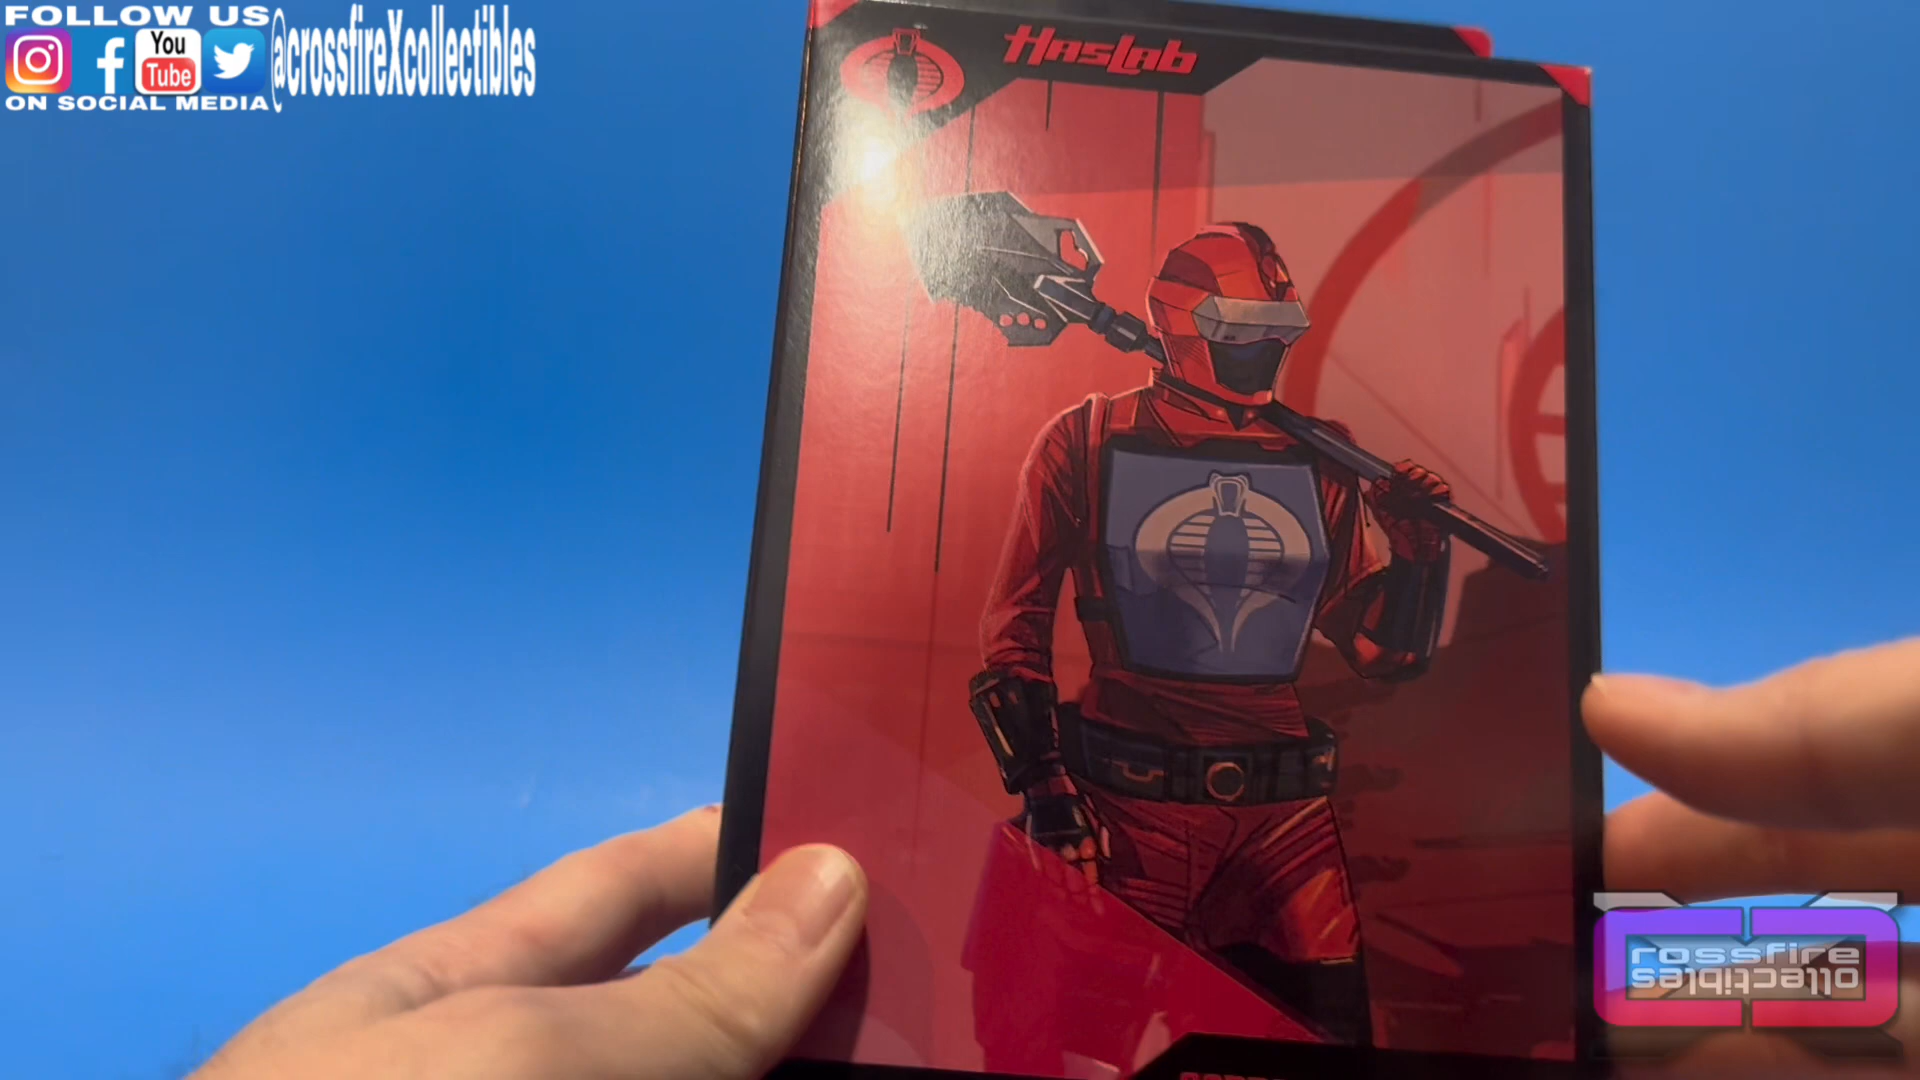 FOLLOW US
You
Tube
@crossfireXcollectibles
ON SOCIAL MEDIA
HasLab
rossfire
ollectibles